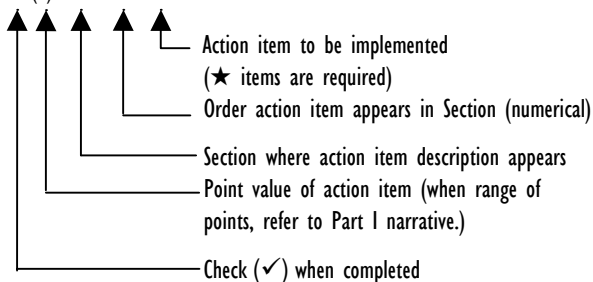 Action item to be implemented
(★ items are required)
Order action item appears in Section (numerical)
Section where action item description appears
Point value of action item (when range of
points, refer to Part I narrative.)
Check (✓) when completed